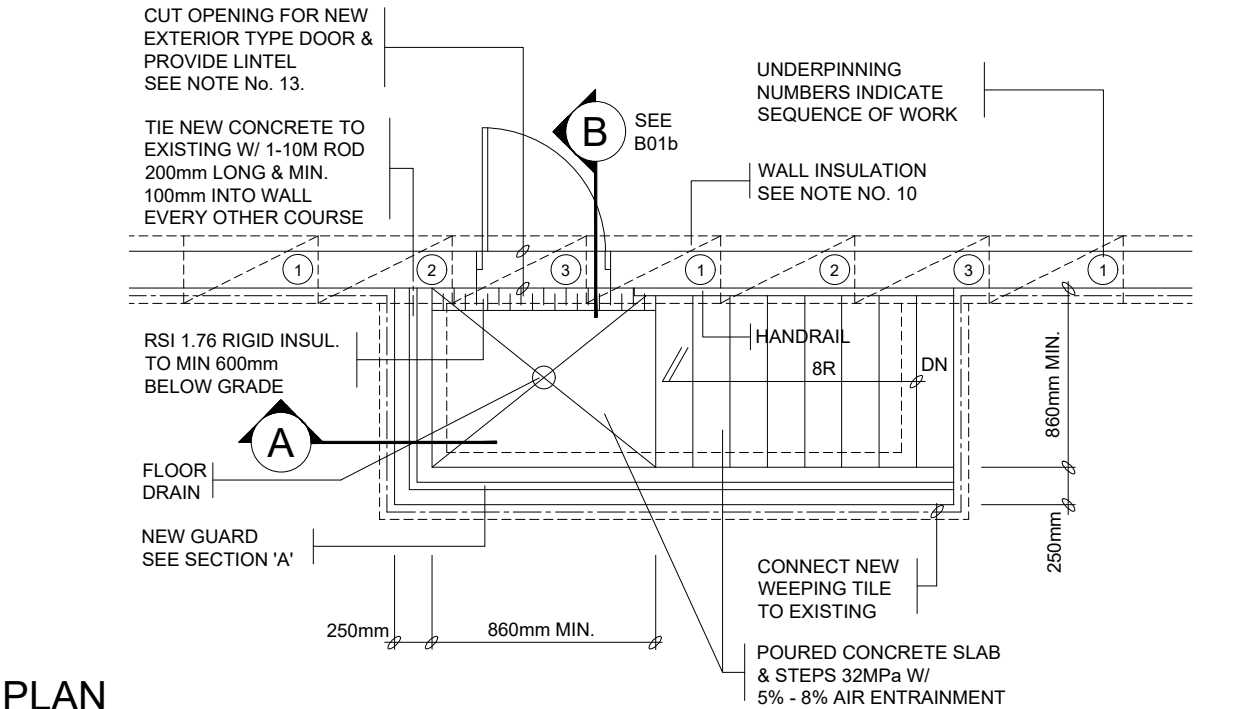 CUT OPENING FOR NEW
EXTERIOR TYPE DOOR &
PROVIDE LINTEL
SEE NOTE No. 13.
TIE NEW CONCRETE TO
EXISTING W/ 1-10M ROD
200mm LONG & MIN.
100mm INTO WALL
EVERY OTHER COURSE
B
SEE
B01b
UNDERPINNING
NUMBERS INDICATE
SEQUENCE OF WORK
WALL INSULATION
SEE NOTE NO. 10
1
2
3
1
2
3
1
RSI 1.76 RIGID INSUL.
TO MIN 600mm
BELOW GRADE
HANDRAIL
8R
DN
860mm MIN.
250mm
A
FLOOR
DRAIN
NEW GUARD
SEE SECTION 'A'
250mm
860mm MIN.
CONNECT NEW
WEEPING TILE
TO EXISTING
POURED CONCRETE SLAB
& STEPS 32MPa W/
5% - 8% AIR ENTRAINMENT
PLAN